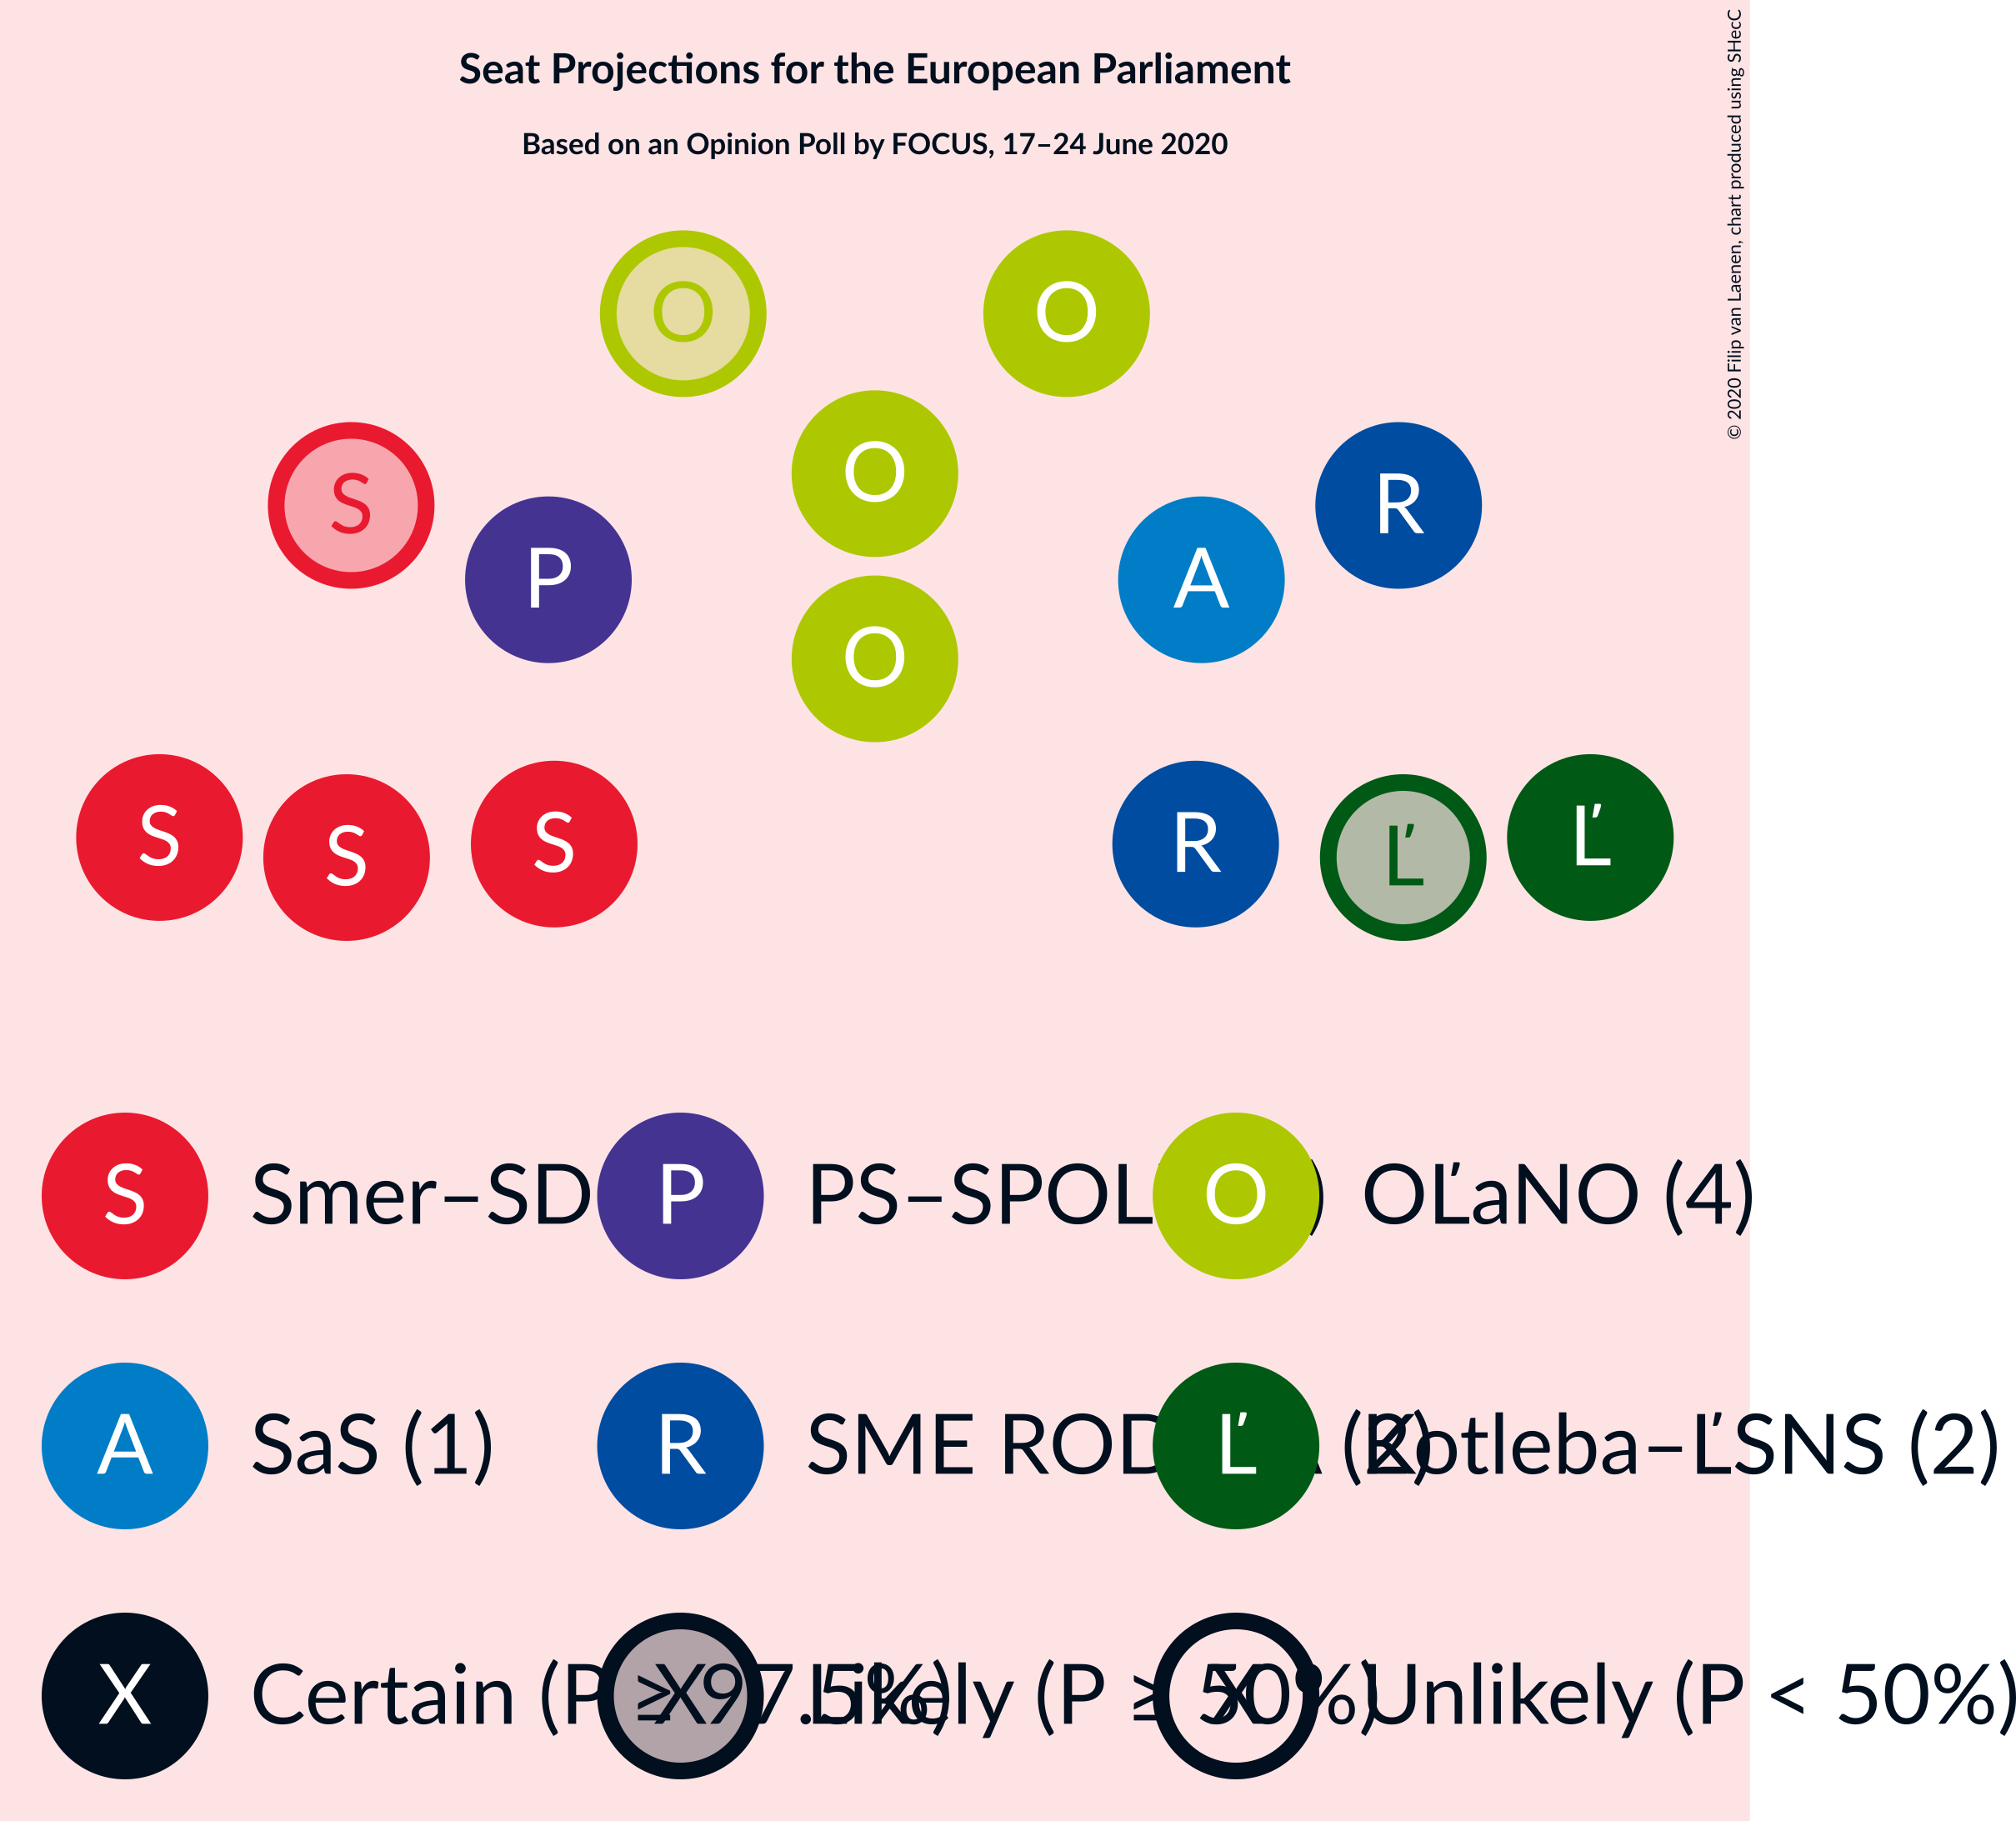 Seat Projections for the European Parliament
Based on an Opinion Poll by FOCUS, 17–24 June 2020
© 2020 Filip van Laenen, chart produced using SHecC
O O
O
S R
P A
O
S S
S R
S Ľ
Ľ
S Smer–SD P PS–SPOL O OĽaNO (4)
A SaS (1) R SME ROD Ľ Kotleba–ĽSNS (2)
X Certain (P ≥ 97.5%) X Likely (P ≥ 50%) X Unlikely (P < 50%)